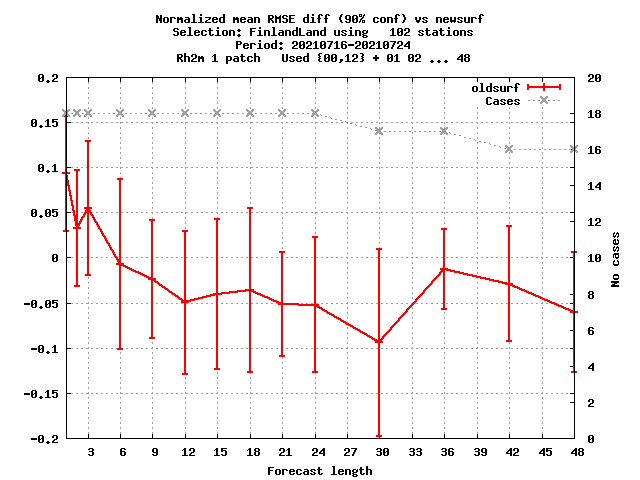 Normalized mean RMSE diff (90% conf) vs newsurf
Selection: FinlandLand using   102 stations
Period: 20210716-20210724
Rh2m 1 patch   Used {00,12} + 01 02 ... 48
oldsurf
Cases
0.2
0.15
0.1
0.05
0
-0.05
-0.1
-0.15
-0.2
20
18
16
14
12
10
8
6
4
2
0
No cases
3 6 9 12 15 18 21 24 27 30 33 36 39 42 45 48
Forecast length